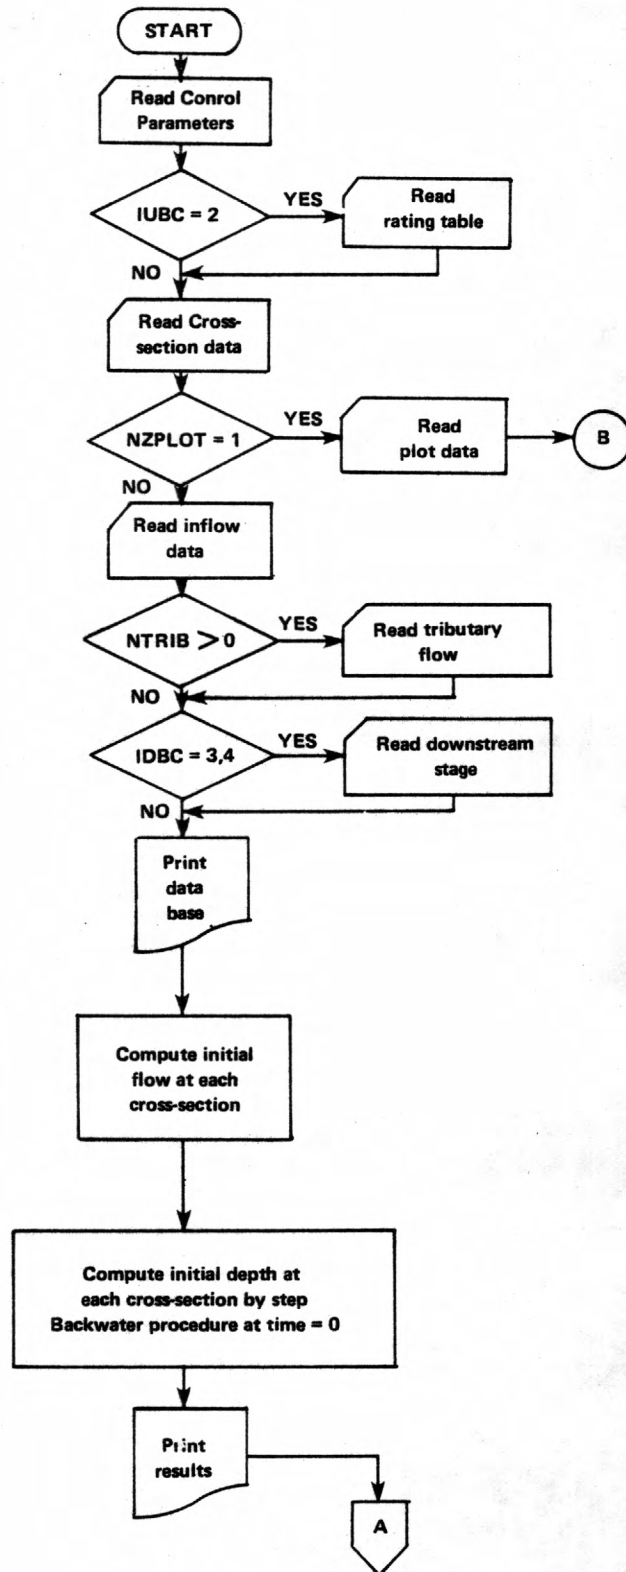 START
Read Conrol
Parameters
IUBC = 2
YES
Read
rating table
NO
Read Cross-
section data
NZPLOT = 1
YES
Read
plot data
B
NO
Read inflow
data
NTRIB > 0
YES
Read tributary
flow
NO
IDBC = 3,4
YES
Read downstream
stage
NO
Print
data
base
Compute initial
flow at each
cross-section
Compute initial depth at
each cross-section by step
Backwater procedure at time = 0
Print
results
A